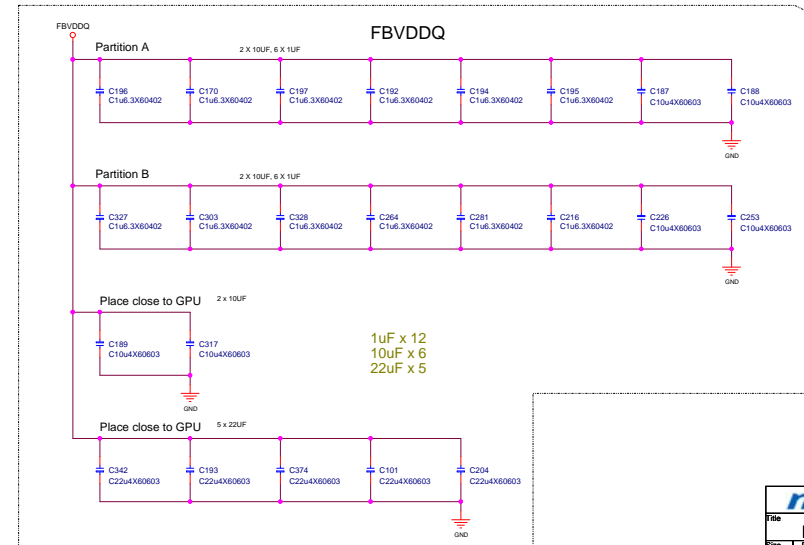 FBVDDQ
FBVDDQ
Partition A
2 X 10UF, 6 X 1UF
C196
C1u6.3X60402
C170
C1u6.3X60402
C197
C1u6.3X60402
C192
C1u6.3X60402
C194
C1u6.3X60402
C195
C1u6.3X60402
C187
C10u4X60603
C188
C10u4X60603
GND
Partition B
2 X 10UF, 6 X 1UF
C327
C1u6.3X60402
C303
C1u6.3X60402
C328
C1u6.3X60402
C264
C1u6.3X60402
C281
C1u6.3X60402
C216
C1u6.3X60402
C226
C10u4X60603
C253
C10u4X60603
GND
Place close to GPU
2 x 10UF
C189
C10u4X60603
C317
C10u4X60603
GND
1uF x 12
10uF x 6
22uF x 5
Place close to GPU
5 x 22UF
C342
C22u4X60603
C193
C22u4X60603
C374
C22u4X60603
C101
C22u4X60603
C204
C22u4X60603
GND
Title